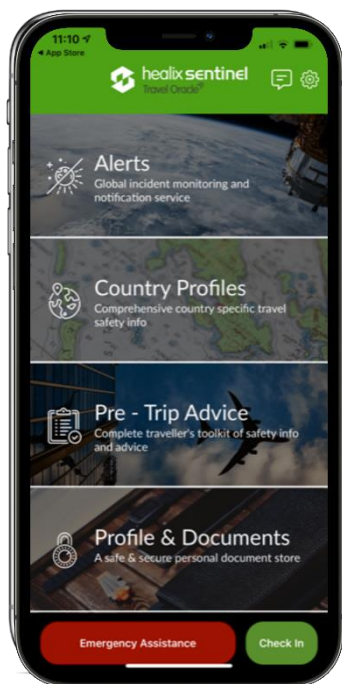 11:10
◀ App Store
healix sentinel
Travel Oracle
Alerts
Global incident monitoring and
notification service
Country Profiles
Comprehensive country specific travel
safety info
Pre - Trip Advice
Complete traveller's toolkit of safety info
and advice
Profile & Documents
A safe & secure personal document store
Emergency Assistance
Check In